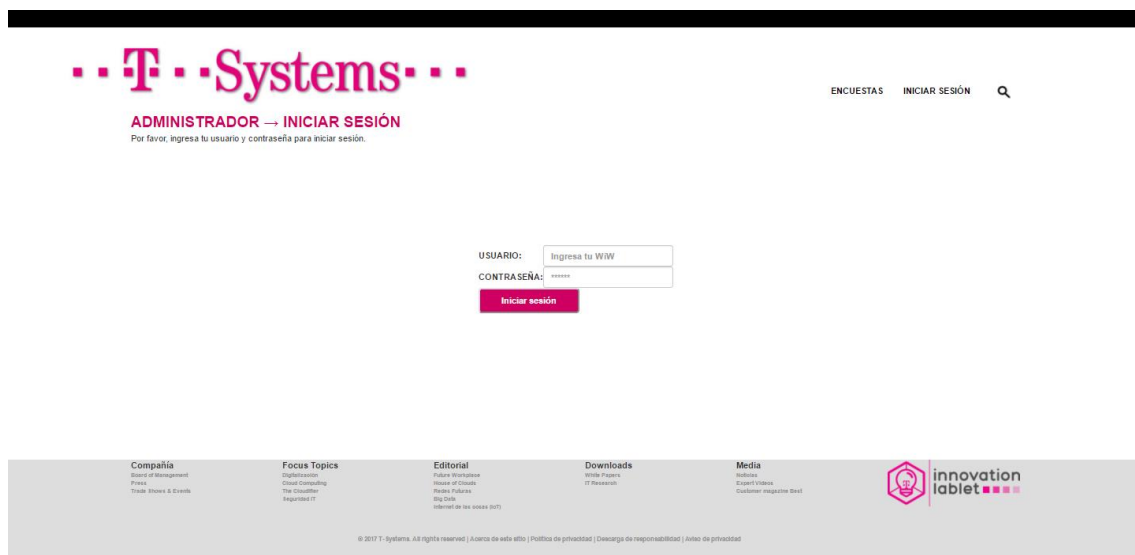 T Systems
ENCUESTAS INICIAR SESIÓN
ADMINISTRADOR → INICIAR SESIÓN
Por favor, ingresa tu usuario y contraseña para iniciar sesión.
USUARIO: Ingresa tu WiW
CONTRASEÑA: ******
Iniciar sesión
Compañía
Board of Management
Press
Trade Shows & Events
Focus Topics
Digitalización
Cloud Computing
The Cloudifier
Seguridad IT
Editorial
Future Workplace
House of Clouds
Redes Futuras
Big Data
Internet de las cosas (IoT)
Downloads
White Papers
IT Research
Media
Noticias
Expert Videos
Customer magazine Best
innovation
lablet
© 2017 T-Systems. All rights reserved | Acerca de este sitio | Política de privacidad | Descarga de responsabilidad | Aviso de privacidad